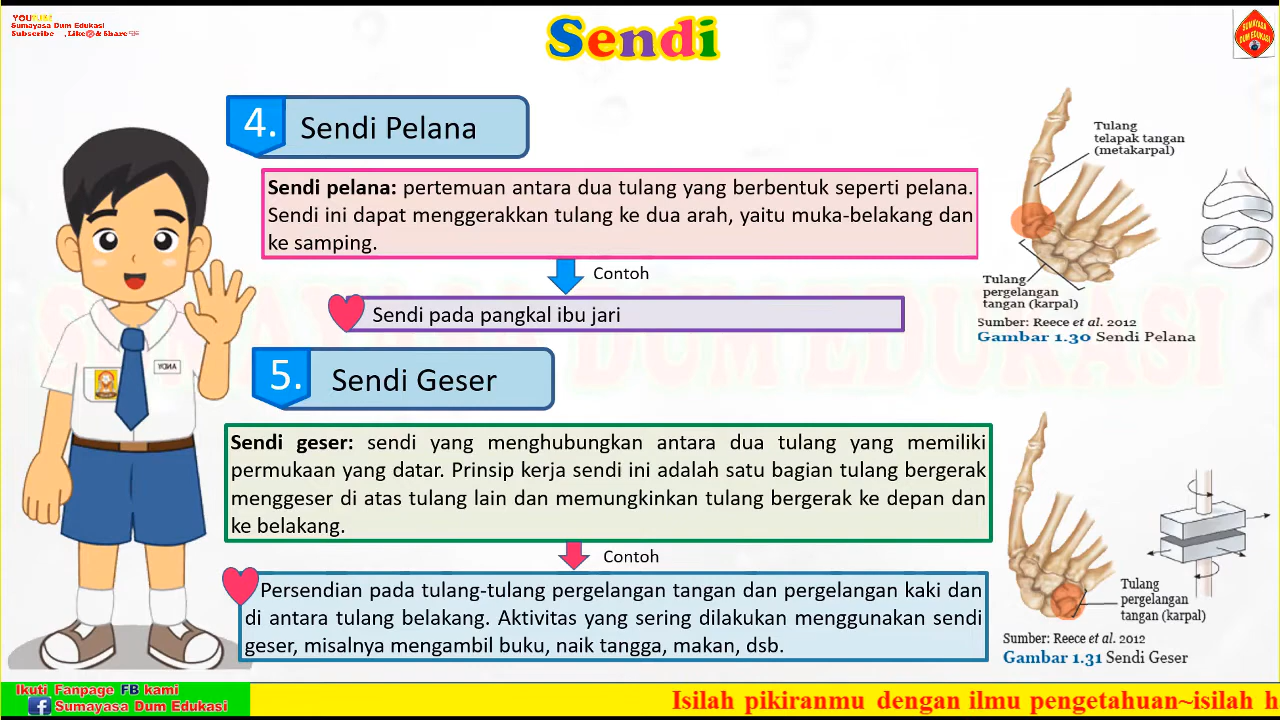 YOUTUBE
Sumayasa Dum Edukasi
Subscribe , Like & Share
Sendi
SUMAYASA
DUM EDUKASI
4. Sendi Pelana
Sendi pelana: pertemuan antara dua tulang yang berbentuk seperti pelana.
Sendi ini dapat menggerakkan tulang ke dua arah, yaitu muka-belakang dan
ke samping.
Contoh
Sendi pada pangkal ibu jari
Tulang
telapak tangan
(metakarpal)
Tulang
pergelangan
tangan (karpal)
Sumber: Reece et al. 2012
Gambar 1.30 Sendi Pelana
SUMAYASA DUM EDUKASI
ANDY
5. Sendi Geser
Sendi geser: sendi yang menghubungkan antara dua tulang yang memiliki
permukaan yang datar. Prinsip kerja sendi ini adalah satu bagian tulang bergerak
menggeser di atas tulang lain dan memungkinkan tulang bergerak ke depan dan
ke belakang.
Contoh
Persendian pada tulang-tulang pergelangan tangan dan pergelangan kaki dan
di antara tulang belakang. Aktivitas yang sering dilakukan menggunakan sendi
geser, misalnya mengambil buku, naik tangga, makan, dsb.
Tulang
pergelangan
tangan (karpal)
Sumber: Reece et al. 2012
Gambar 1.31 Sendi Geser
Ikuti Fanpage FB kami
f Sumayasa Dum Edukasi
Isilah pikiranmu dengan ilmu pengetahuan~isilah h